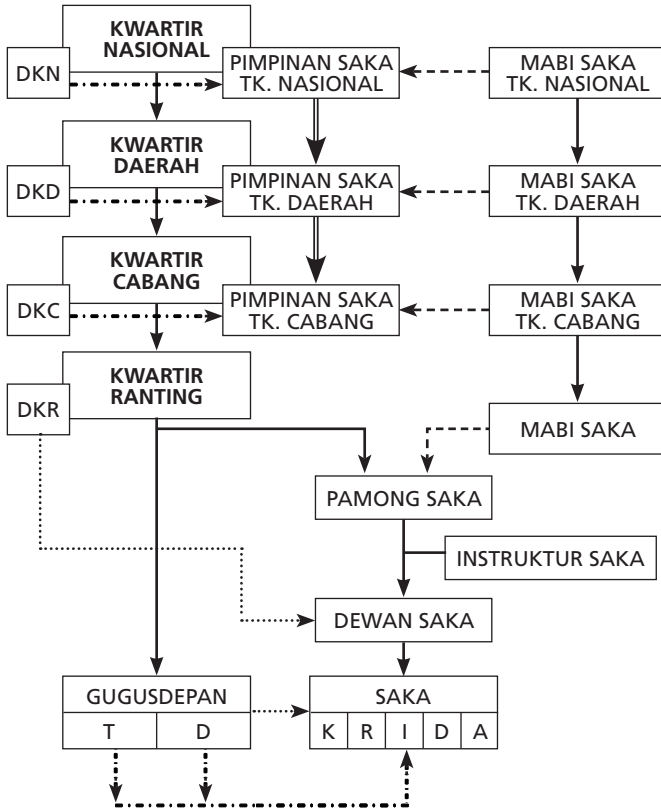 KWARTIR
NASIONAL
DKN
PIMPINAN SAKA
TK. NASIONAL
MABI SAKA
TK. NASIONAL
KWARTIR
DAERAH
DKD
PIMPINAN SAKA
TK. DAERAH
MABI SAKA
TK. DAERAH
KWARTIR
CABANG
DKC
PIMPINAN SAKA
TK. CABANG
MABI SAKA
TK. CABANG
KWARTIR
RANTING
DKR
MABI SAKA
PAMONG SAKA
INSTRUKTUR SAKA
DEWAN SAKA
GUGUSDEPAN
T D
SAKA
K R I D A